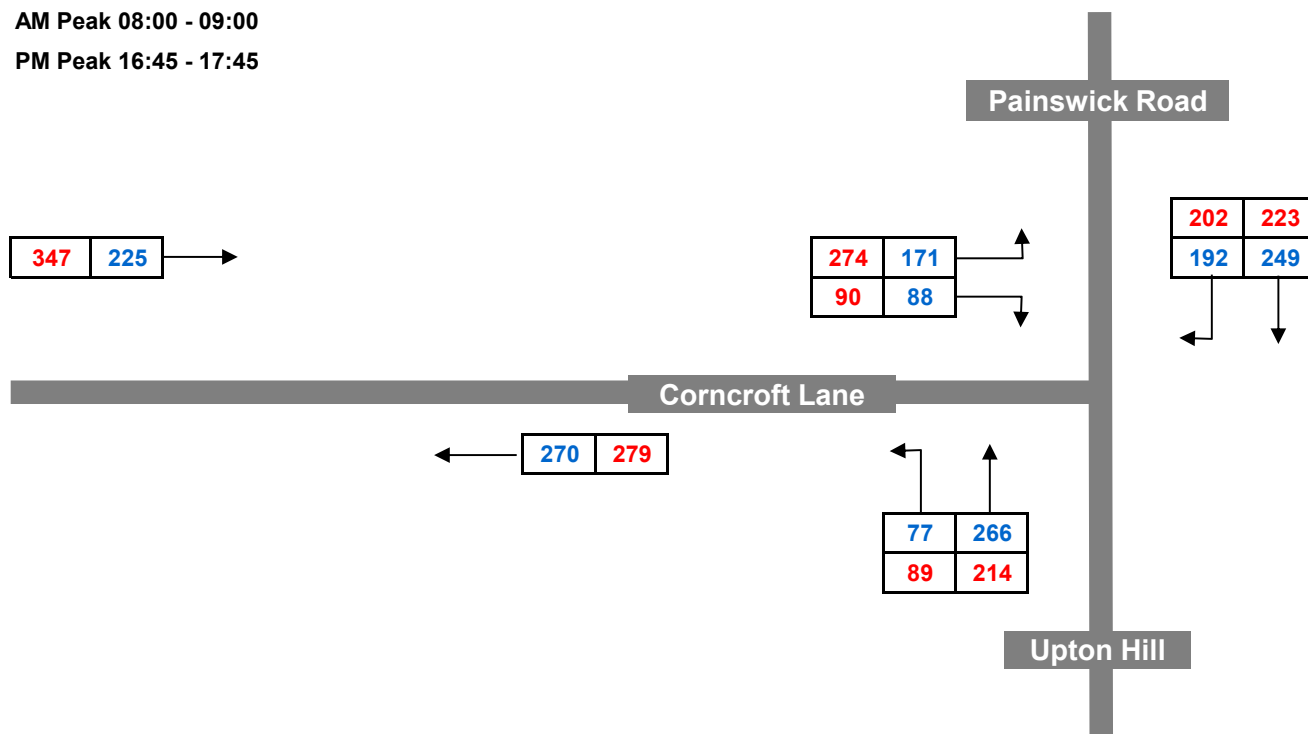 AM Peak 08:00 - 09:00
PM Peak 16:45 - 17:45
Painswick Road
202 223
192 249
347 225
274 171
90 88
Corncroft Lane
270 279
77 266
89 214
Upton Hill